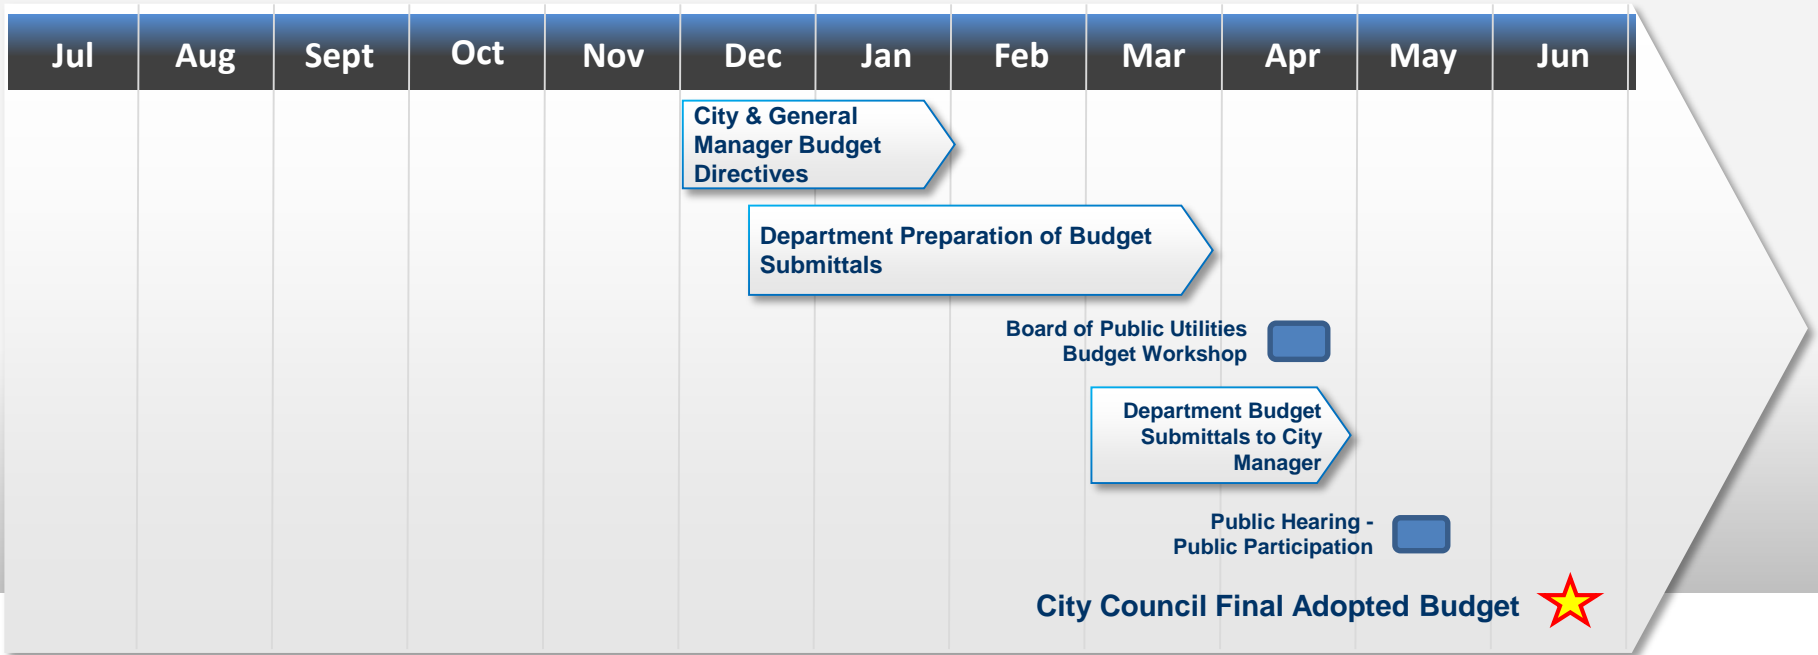 Jul Aug Sept Oct Nov Dec Jan Feb Mar Apr May Jun
City & General
Manager Budget
Directives
Department Preparation of Budget
Submittals
Board of Public Utilities
Budget Workshop
Department Budget
Submittals to City
Manager
Public Hearing -
Public Participation
City Council Final Adopted Budget